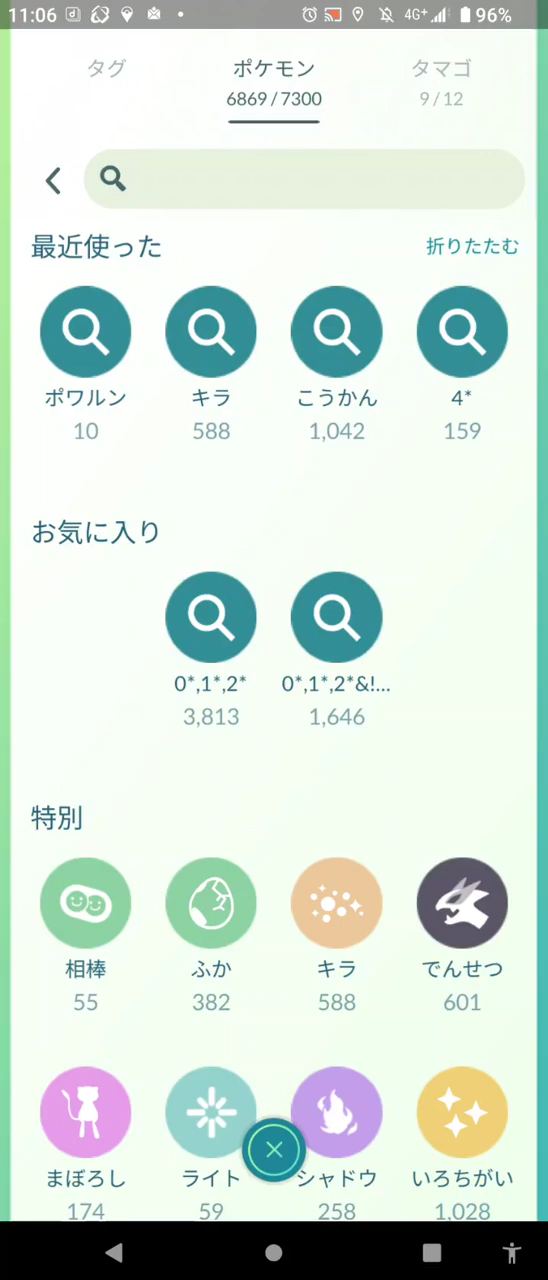 11:06 4G+ 96%
タグ ポケモン タマゴ
6869/7300 9/12
最近使った 折りたたむ
ポワルン キラ こうかん 4*
10 588 1,042 159
お気に入り
0*,1*,2* 0*,1*,2*&!...
3,813 1,646
特別
相棒 ふか キラ でんせつ
55 382 588 601
まぼろし ライト シャドウ いろちがい
174 59 258 1,028